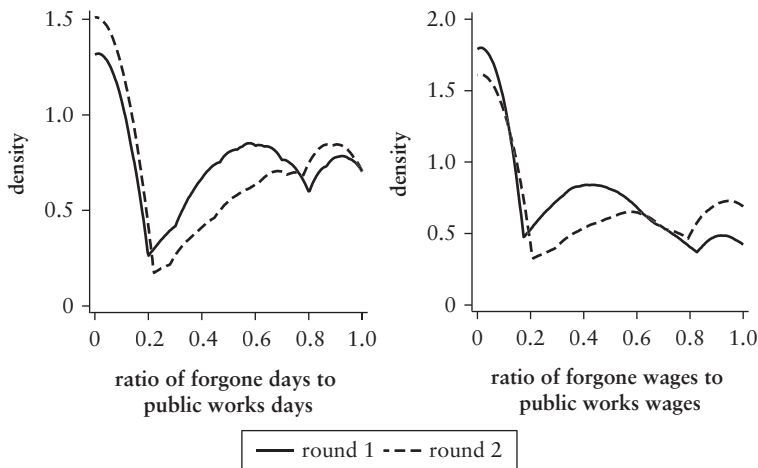 1.5
1.0
0.5
0
density
0 0.2 0.4 0.6 0.8 1.0
ratio of forgone days to
public works days
2.0
1.5
1.0
0.5
0
density
0 0.2 0.4 0.6 0.8 1.0
ratio of forgone wages to
public works wages
round 1 round 2